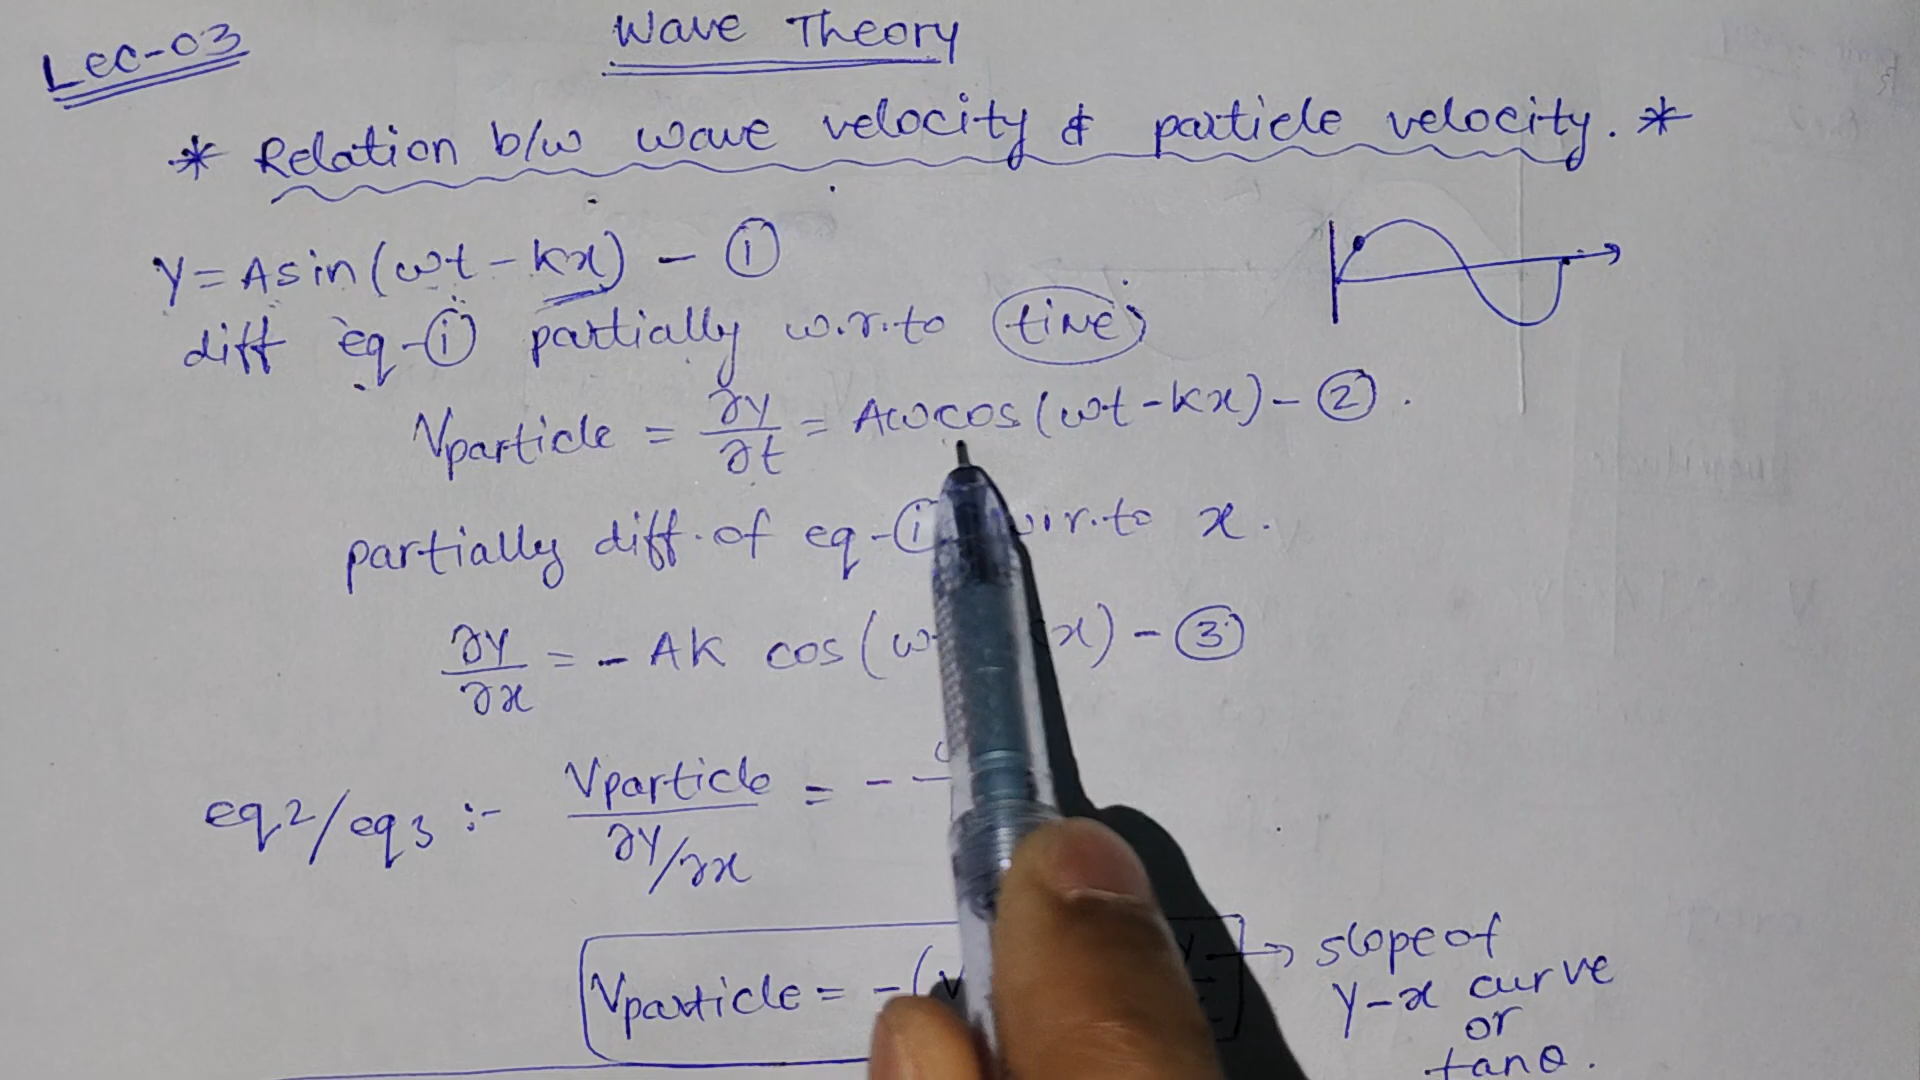 Lec-03
Wave Theory
* Relation b/w wave velocity & particle velocity. *
Y = A sin(ωt - kx) - ①
diff eq-① partially w.r.to time
Vparticle = ∂y/∂t = Aωcos(ωt - kx) - ②.
partially diff. of eq-① w.r.to x.
∂y/∂x = - AK cos(ω x) - ③
eq2/eq3 :- Vparticle / ∂y/∂x = -
Vparticle = -(V
→ slope of
Y-x curve
or
tanθ.